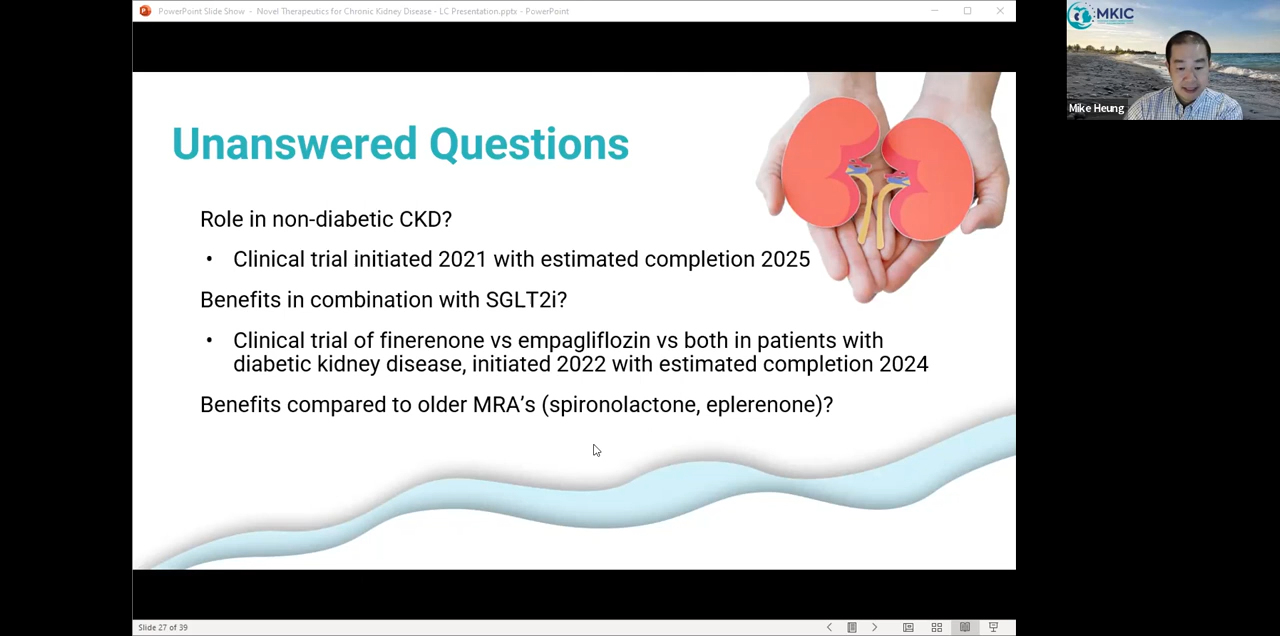 PowerPoint Slide Show - Novel Therapeutics for Chronic Kidney Disease - LC Presentation.pptx - PowerPoint
MKIC
Mike Heung
Unanswered Questions
Role in non-diabetic CKD?
• Clinical trial initiated 2021 with estimated completion 2025
Benefits in combination with SGLT2i?
• Clinical trial of finerenone vs empagliflozin vs both in patients with
diabetic kidney disease, initiated 2022 with estimated completion 2024
Benefits compared to older MRA's (spironolactone, eplerenone)?
Slide 27 of 39